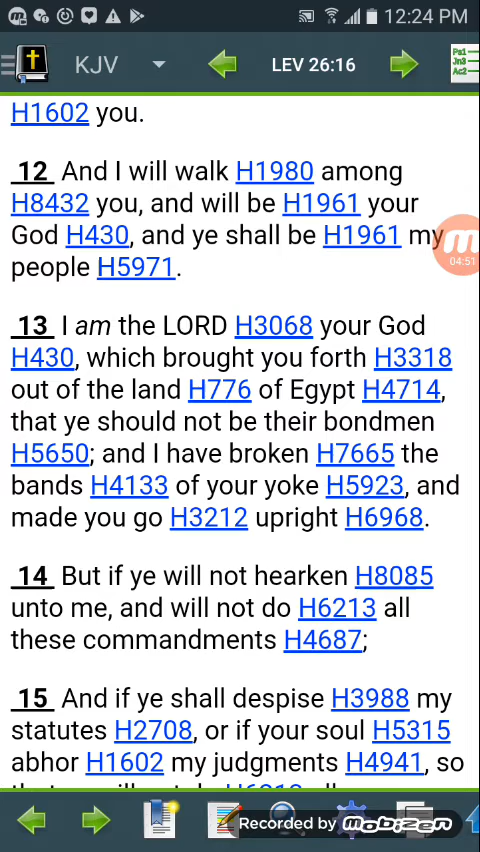 12:24 PM
KJV LEV 26:16 Ps1
Jn3
Ac2
H1602 you.
12 And I will walk H1980 among
H8432 you, and will be H1961 your
God H430, and ye shall be H1961 my
people H5971.
04:51
13 I am the LORD H3068 your God
H430, which brought you forth H3318
out of the land H776 of Egypt H4714,
that ye should not be their bondmen
H5650; and I have broken H7665 the
bands H4133 of your yoke H5923, and
made you go H3212 upright H6968.
14 But if ye will not hearken H8085
unto me, and will not do H6213 all
these commandments H4687;
15 And if ye shall despise H3988 my
statutes H2708, or if your soul H5315
abhor H1602 my judgments H4941, so
Recorded by mobizen